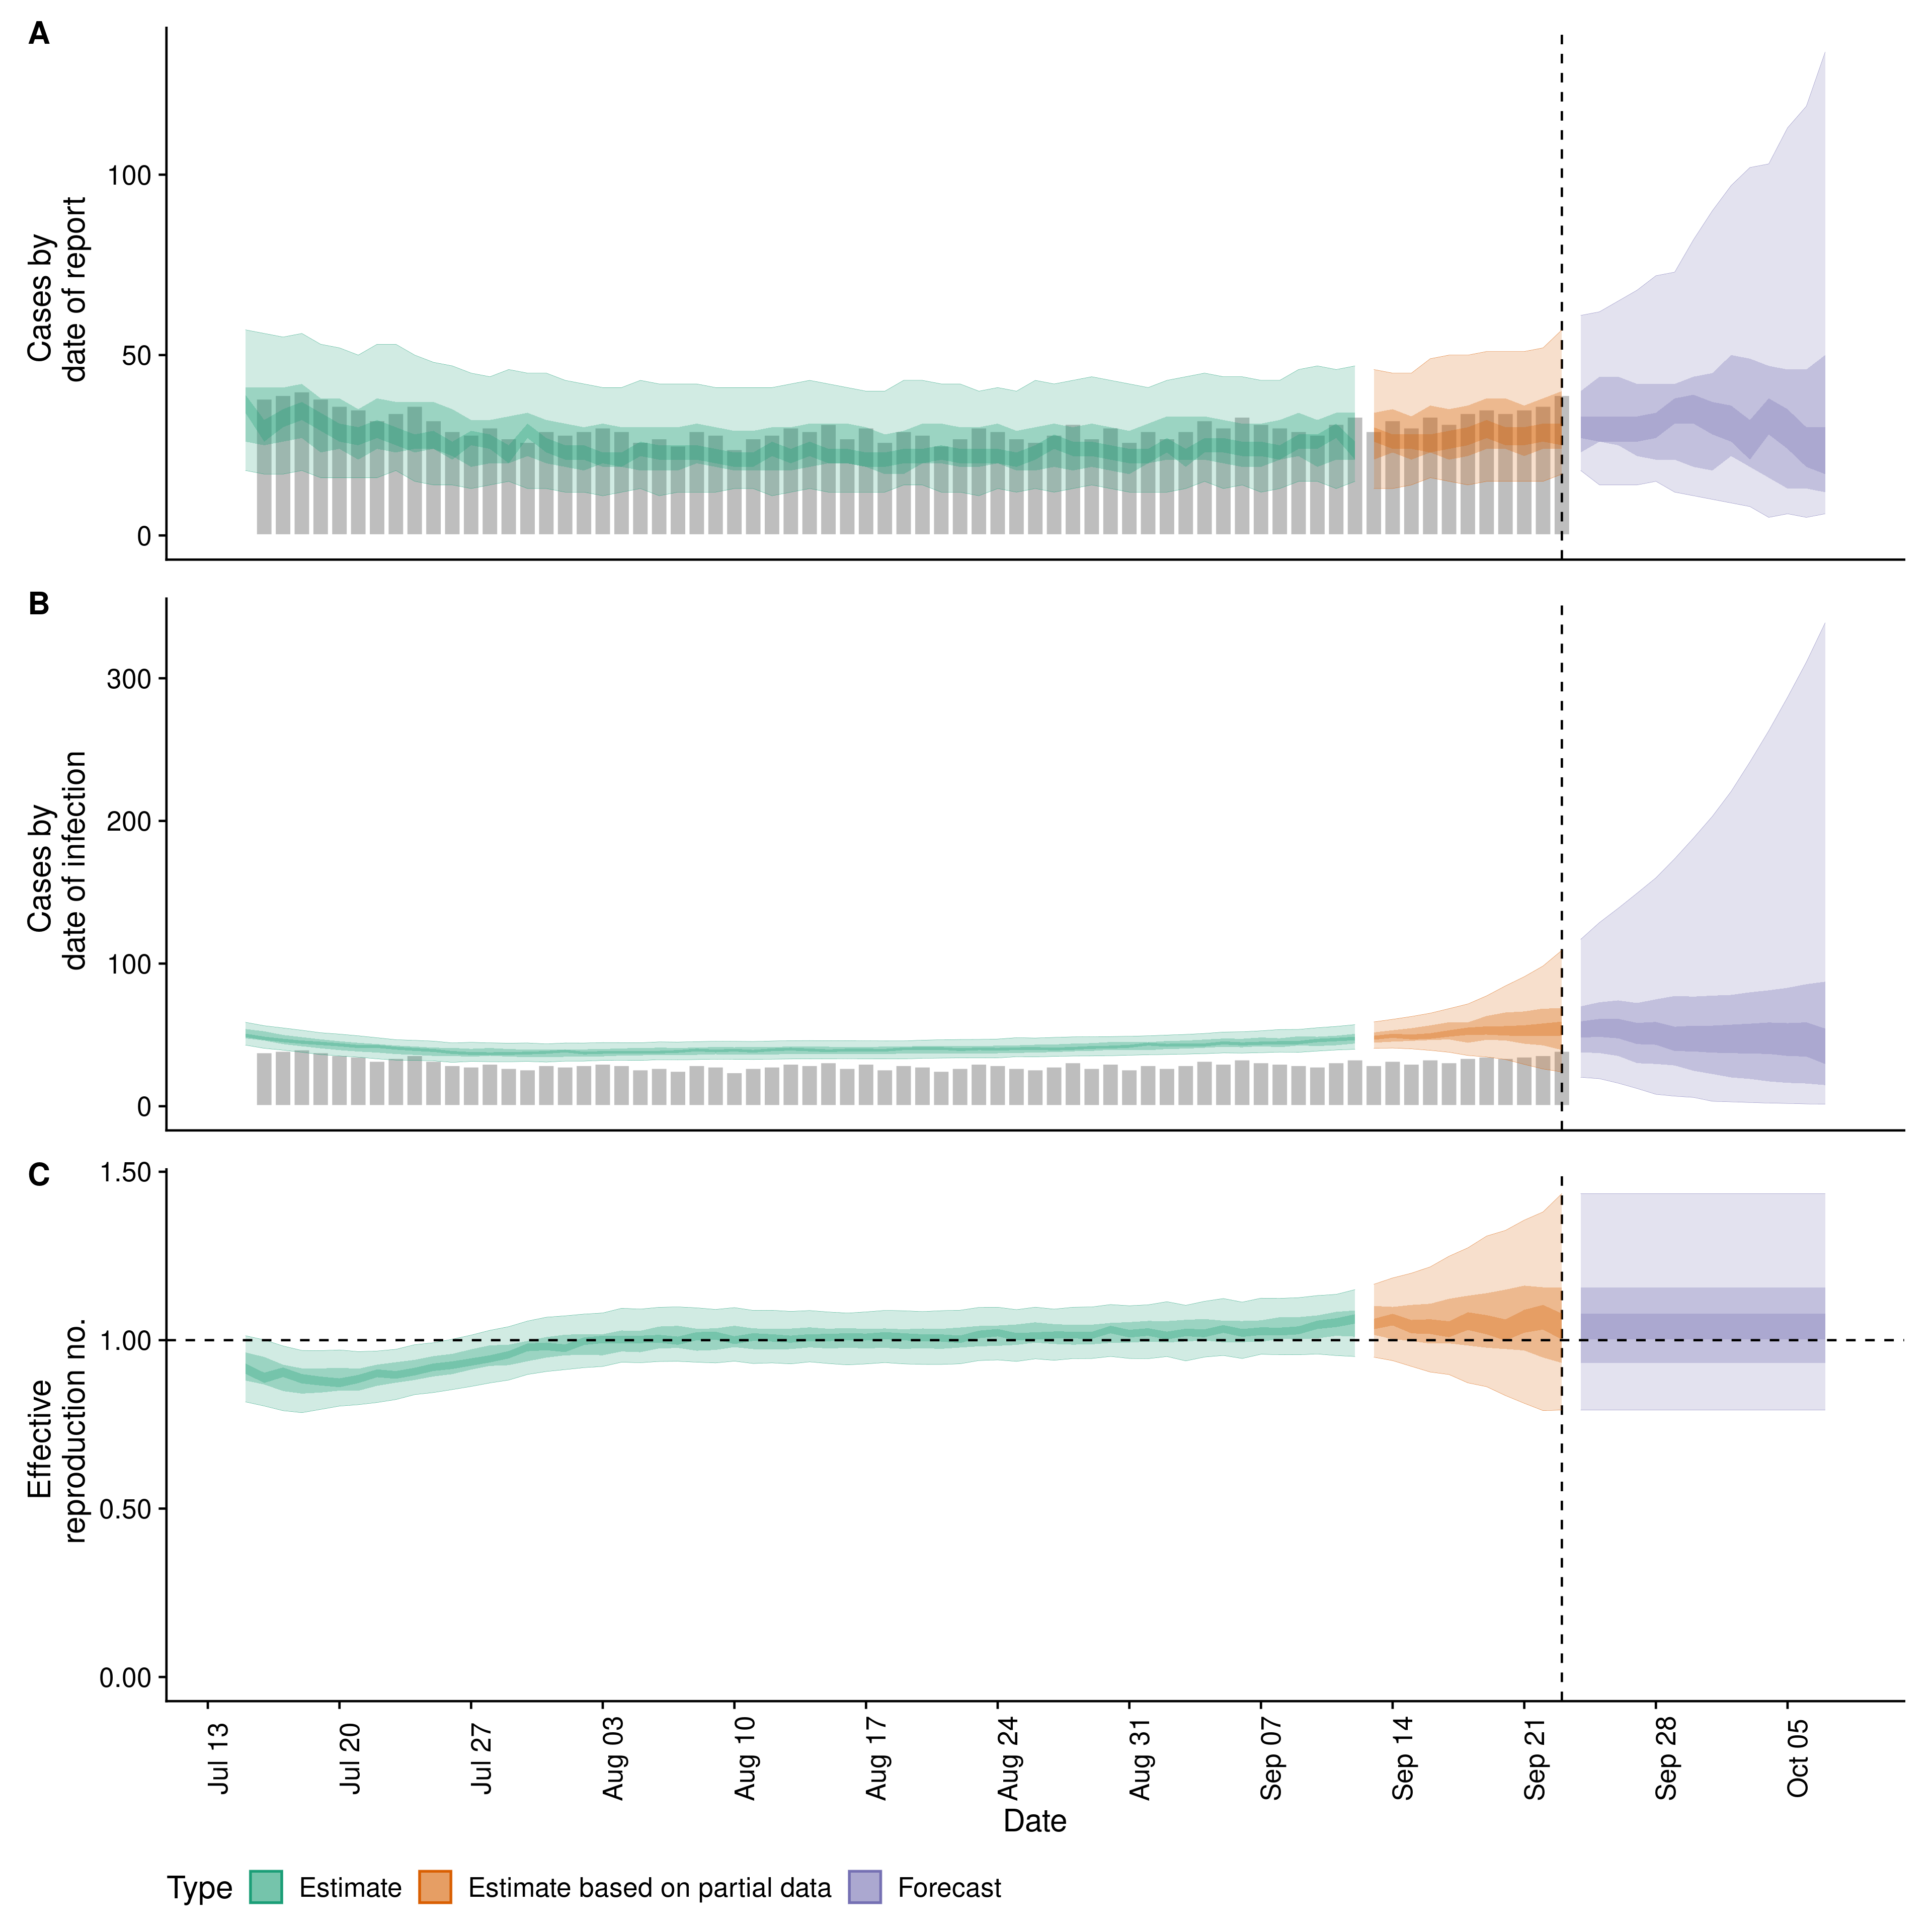 A
Cases by
date of report
100
50
0
B
Cases by
date of infection
300
200
100
0
C
Effective
reproduction no.
1.50
1.00
0.50
0.00
Jul 13
Jul 20
Jul 27
Aug 03
Aug 10
Aug 17
Aug 24
Aug 31
Sep 07
Sep 14
Sep 21
Sep 28
Oct 05
Date
Type Estimate Estimate based on partial data Forecast